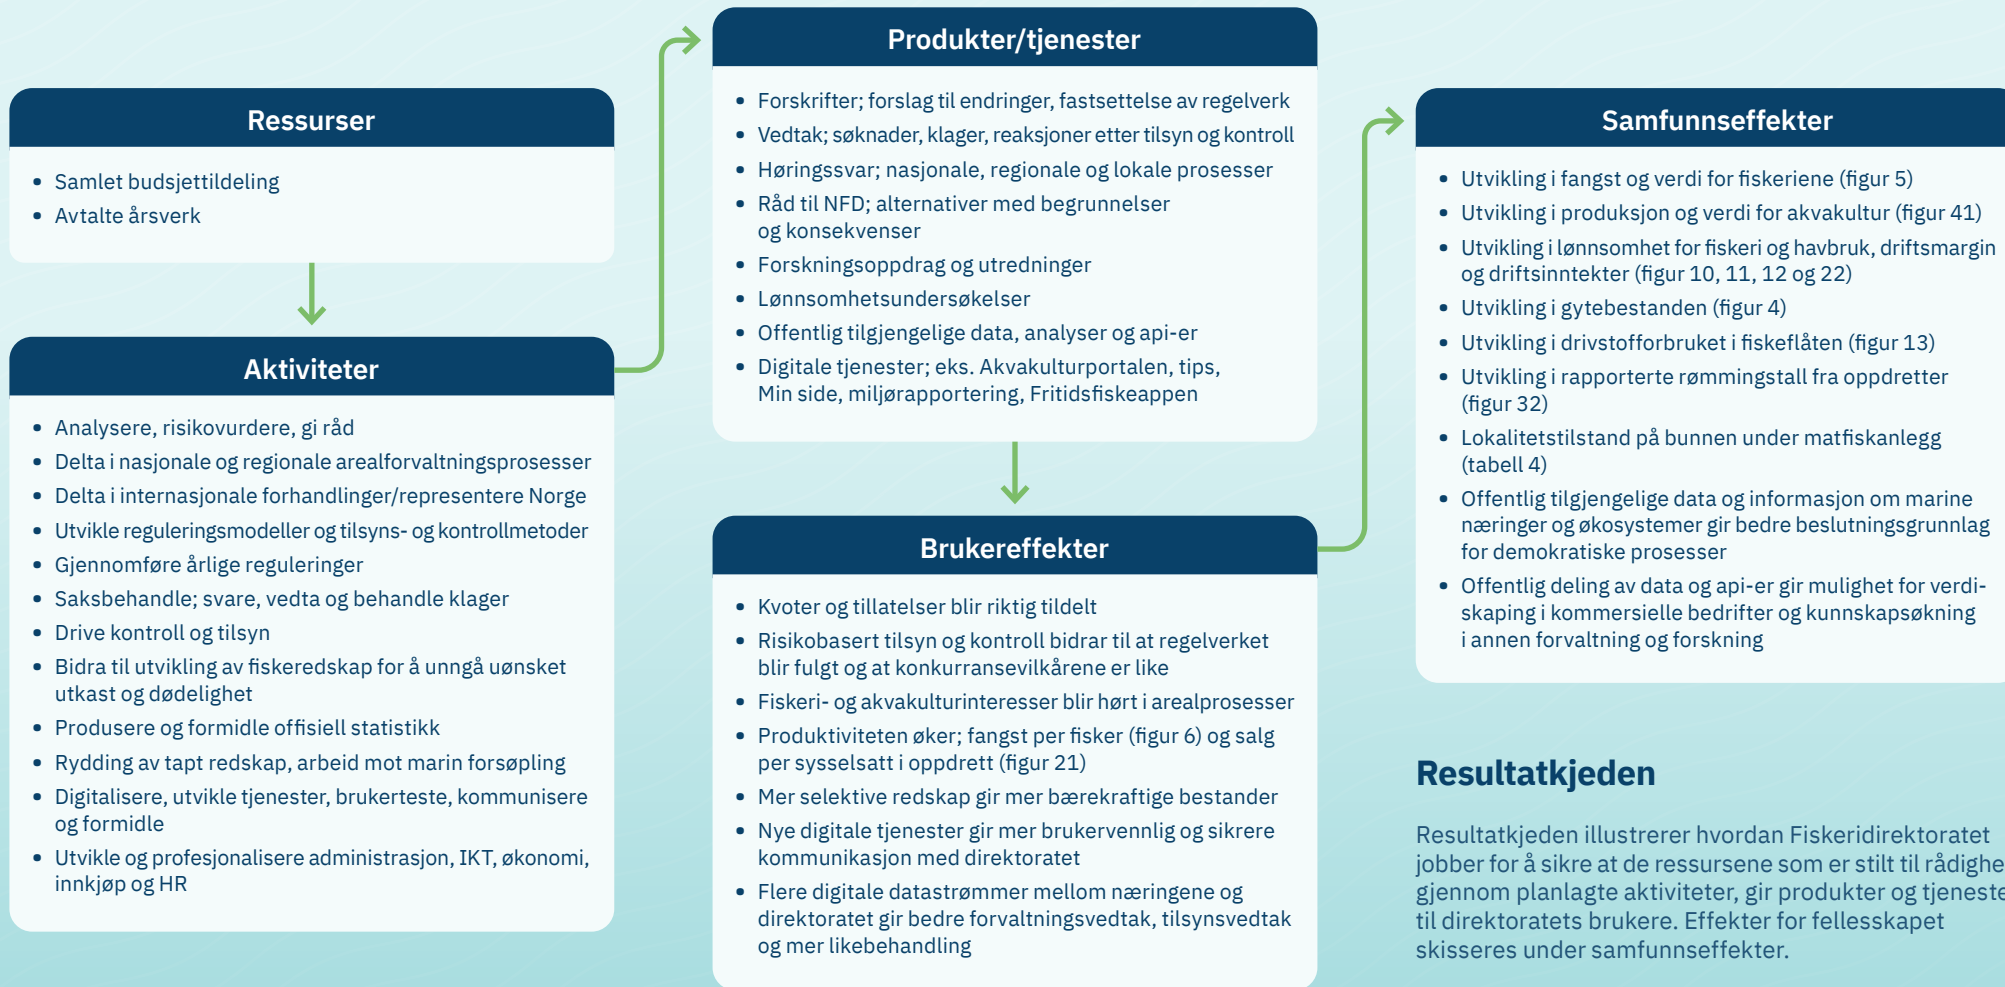 Ressurser
• Samlet budsjettildeling
• Avtalte årsverk
Aktiviteter
• Analysere, risikovurdere, gi råd
• Delta i nasjonale og regionale arealforvaltningsprosesser
• Delta i internasjonale forhandlinger/representere Norge
• Utvikle reguleringsmodeller og tilsyns- og kontrollmetoder
• Gjennomføre årlige reguleringer
• Saksbehandle; svare, vedta og behandle klager
• Drive kontroll og tilsyn
• Bidra til utvikling av fiskeredskap for å unngå uønsket
utkast og dødelighet
• Produsere og formidle offisiell statistikk
• Rydding av tapt redskap, arbeid mot marin forsøpling
• Digitalisere, utvikle tjenester, brukerteste, kommunisere
og formidle
• Utvikle og profesjonalisere administrasjon, IKT, økonomi,
innkjøp og HR
Produkter/tjenester
• Forskrifter; forslag til endringer, fastsettelse av regelverk
• Vedtak; søknader, klager, reaksjoner etter tilsyn og kontroll
• Høringssvar; nasjonale, regionale og lokale prosesser
• Råd til NFD; alternativer med begrunnelser
og konsekvenser
• Forskningsoppdrag og utredninger
• Lønnsomhetsundersøkelser
• Offentlig tilgjengelige data, analyser og api-er
• Digitale tjenester; eks. Akvakulturportalen, tips,
Min side, miljørapportering, Fritidsfiskeappen
Brukereffekter
• Kvoter og tillatelser blir riktig tildelt
• Risikobasert tilsyn og kontroll bidrar til at regelverket
blir fulgt og at konkurransevilkårene er like
• Fiskeri- og akvakulturinteresser blir hørt i arealprosesser
• Produktiviteten øker; fangst per fisker (figur 6) og salg
per sysselsatt i oppdrett (figur 21)
• Mer selektive redskap gir mer bærekraftige bestander
• Nye digitale tjenester gir mer brukervennlig og sikrere
kommunikasjon med direktoratet
• Flere digitale datastrømmer mellom næringene og
direktoratet gir bedre forvaltningsvedtak, tilsynsvedtak
og mer likebehandling
Samfunnseffekter
• Utvikling i fangst og verdi for fiskeriene (figur 5)
• Utvikling i produksjon og verdi for akvakultur (figur 41)
• Utvikling i lønnsomhet for fiskeri og havbruk, driftsmargin
og driftsinntekter (figur 10, 11, 12 og 22)
• Utvikling i gytebestanden (figur 4)
• Utvikling i drivstofforbruket i fiskeflåten (figur 13)
• Utvikling i rapporterte rømmingstall fra oppdretter
(figur 32)
• Lokalitetstilstand på bunnen under matfiskanlegg
(tabell 4)
• Offentlig tilgjengelige data og informasjon om marine
næringer og økosystemer gir bedre beslutningsgrunnlag
for demokratiske prosesser
• Offentlig deling av data og api-er gir mulighet for verdi-
skaping i kommersielle bedrifter og kunnskapsøkning
i annen forvaltning og forskning
Resultatkjeden
Resultatkjeden illustrerer hvordan Fiskeridirektoratet
jobber for å sikre at de ressursene som er stilt til rådighe
gjennom planlagte aktiviteter, gir produkter og tjeneste
til direktoratets brukere. Effekter for fellesskapet
skisseres under samfunnseffekter.